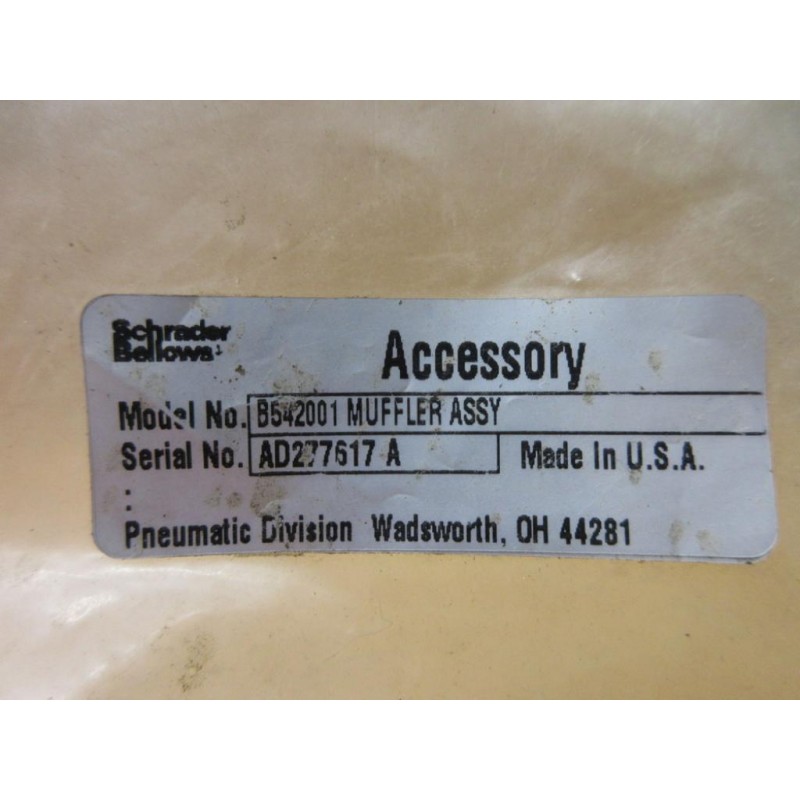 Schrader
Bellows
Accessory
Model No. B542001 MUFFLER ASSY
Serial No. AD277617 A Made In U.S.A.
:
Pneumatic Division Wadsworth, OH 44281